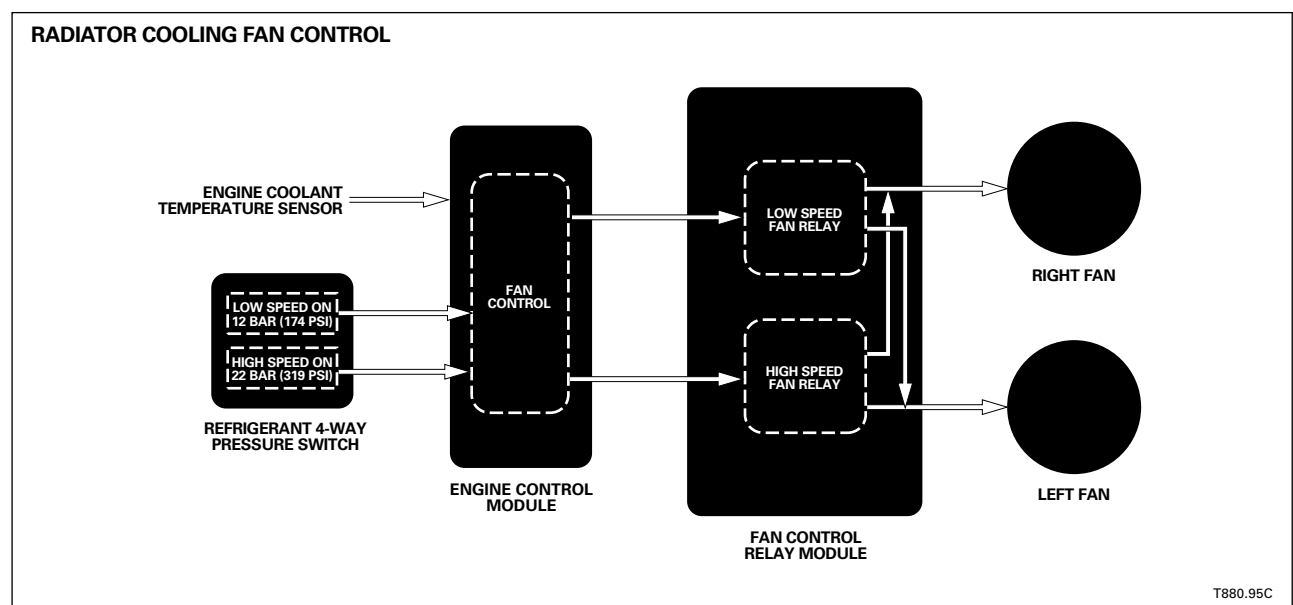 RADIATOR COOLING FAN CONTROL
ENGINE COOLANT
TEMPERATURE SENSOR
LOW SPEED ON
12 BAR (174 PSI)
HIGH SPEED ON
22 BAR (319 PSI)
REFRIGERANT 4-WAY
PRESSURE SWITCH
FAN
CONTROL
ENGINE CONTROL
MODULE
LOW SPEED
FAN RELAY
HIGH SPEED
FAN RELAY
FAN CONTROL
RELAY MODULE
RIGHT FAN
LEFT FAN
T880.95C